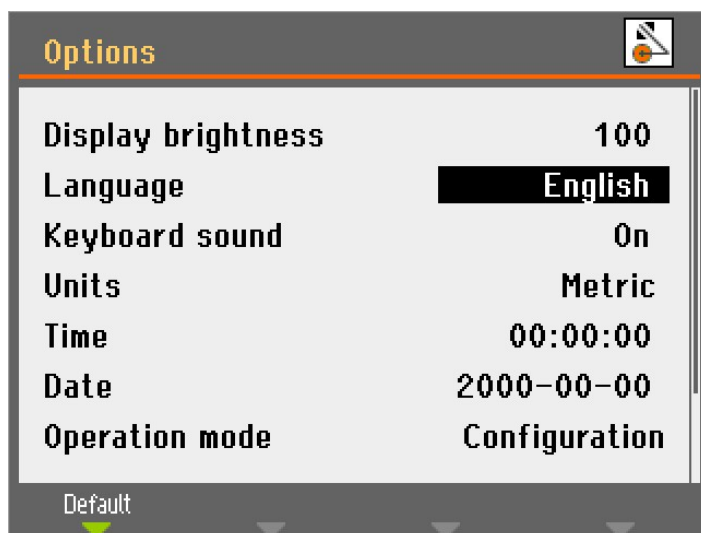 Options
Display brightness 100
Language English
Keyboard sound On
Units Metric
Time 00:00:00
Date 2000-00-00
Operation mode Configuration
Default